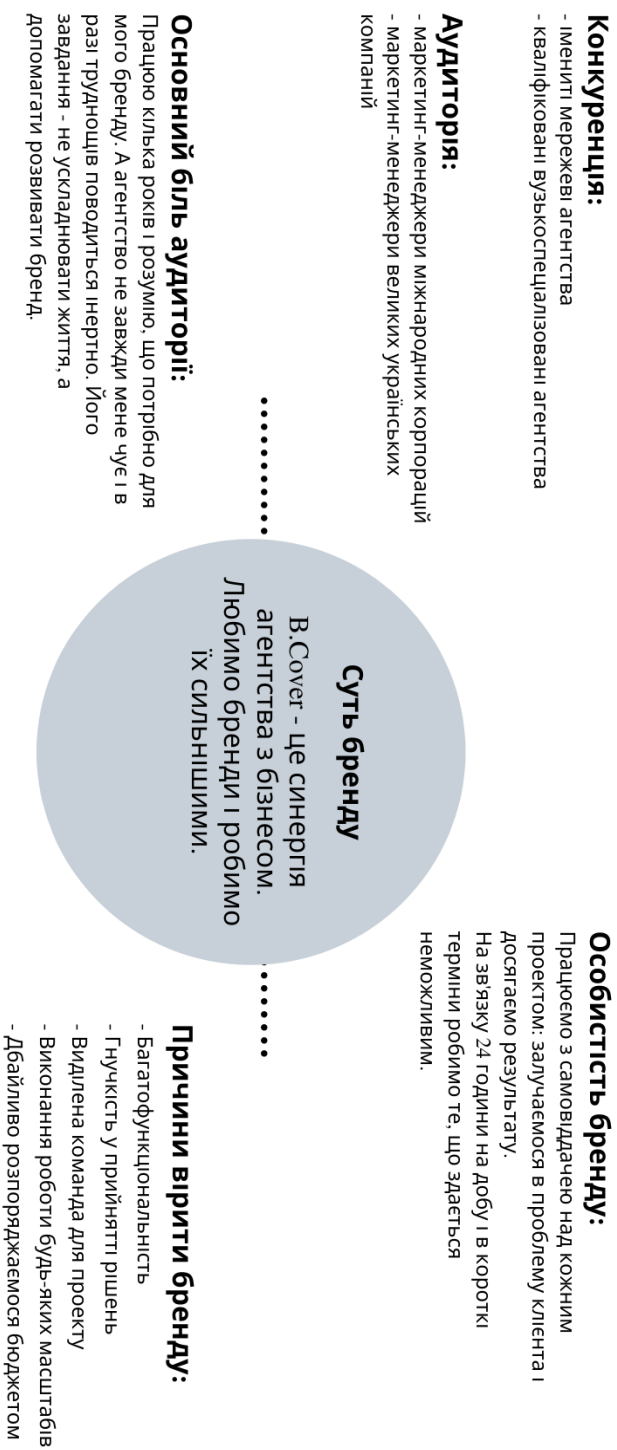 Конкуренція:
- імениті мережеві агентства
- кваліфіковані вузькоспеціалізовані агентства
Аудиторія:
- маркетинг-менеджери міжнародних корпорацій
- маркетинг-менеджери великих українських
компаній
Основний біль аудиторії:
Працюю кілька років і розумію, що потрібно для
мого бренду. А агентство не завжди мене чує і в
разі труднощів поводиться інертно. Його
завдання - не ускладнювати життя, а
допомагати розвивати бренд.
Суть бренду
B.Cover - це синергія
агентства з бізнесом.
Любимо бренди і робимо
їх сильнішими.
Особистість бренду:
Працюємо з самовіддачею над кожним
проектом: залучаємося в проблему клієнта і
досягаємо результату.
На зв'язку 24 години на добу і в короткі
терміни робимо те, що здається
неможливим.
Причини вірити бренду:
- Багатофункціональність
- Гнучкість у прийнятті рішень
- Виділена команда для проекту
- Виконання роботи будь-яких масштабів
- Дбайливо розпоряджаємося бюджетом